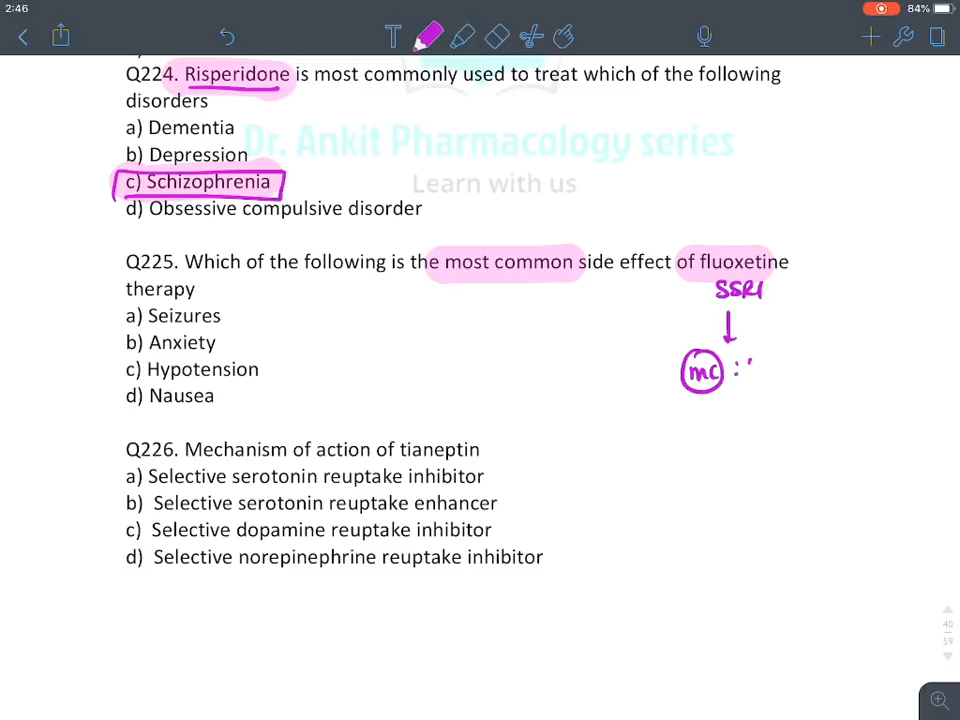 2:46
84%
Q224. Risperidone is most commonly used to treat which of the following
disorders
a) Dementia
Dr. Ankit Pharmacology series
b) Depression
c) Schizophrenia
Learn with us
d) Obsessive compulsive disorder
Q225. Which of the following is the most common side effect of fluoxetine
therapy
SSRI
a) Seizures
b) Anxiety
c) Hypotension
mc :
d) Nausea
Q226. Mechanism of action of tianeptin
a) Selective serotonin reuptake inhibitor
b) Selective serotonin reuptake enhancer
c) Selective dopamine reuptake inhibitor
d) Selective norepinephrine reuptake inhibitor
40
59